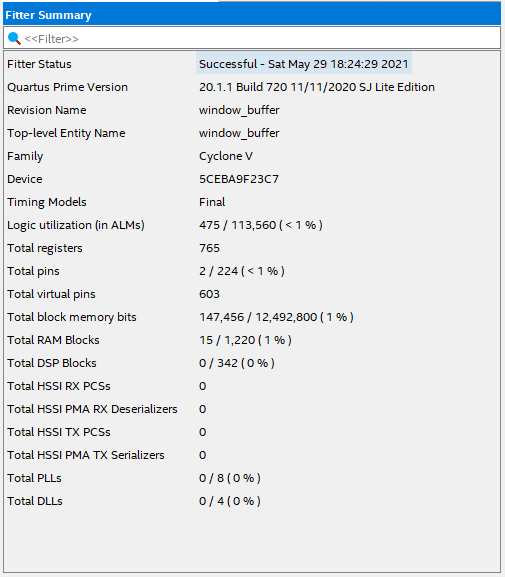 Fitter Summary
<<Filter>>
Fitter Status Successful - Sat May 29 18:24:29 2021
Quartus Prime Version 20.1.1 Build 720 11/11/2020 SJ Lite Edition
Revision Name window_buffer
Top-level Entity Name window_buffer
Family Cyclone V
Device 5CEBA9F23C7
Timing Models Final
Logic utilization (in ALMs) 475 / 113,560 ( < 1 % )
Total registers 765
Total pins 2 / 224 ( < 1 % )
Total virtual pins 603
Total block memory bits 147,456 / 12,492,800 ( 1 % )
Total RAM Blocks 15 / 1,220 ( 1 % )
Total DSP Blocks 0 / 342 ( 0 % )
Total HSSI RX PCSs 0
Total HSSI PMA RX Deserializers 0
Total HSSI TX PCSs 0
Total HSSI PMA TX Serializers 0
Total PLLs 0 / 8 ( 0 % )
Total DLLs 0 / 4 ( 0 % )